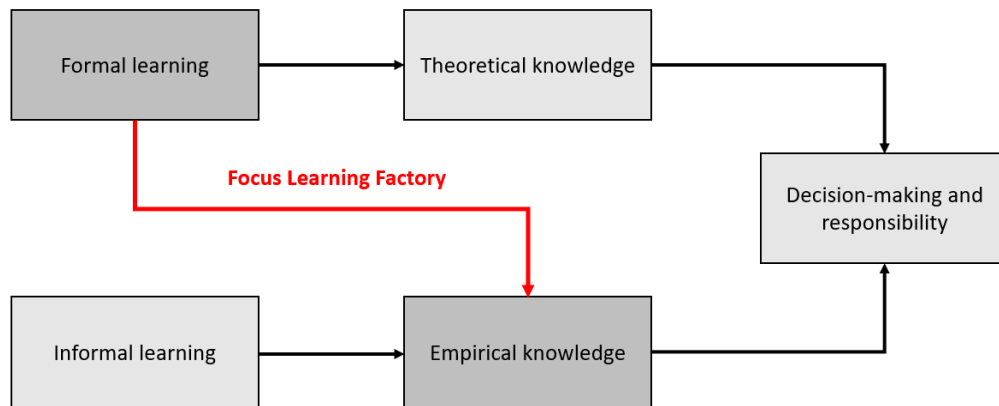 Formal learning
Theoretical knowledge
Focus Learning Factory
Decision-making and
responsibility
Informal learning
Empirical knowledge